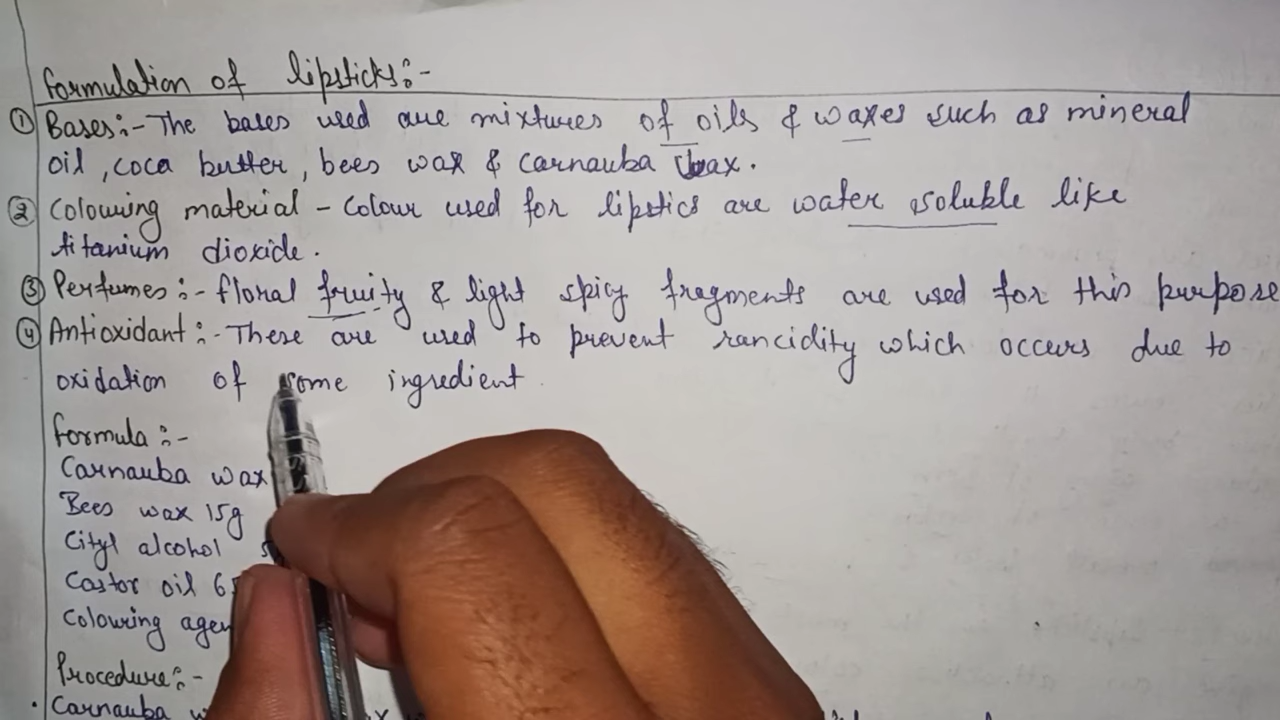 Formulation of lipsticks:-
① Bases:- The bases used are mixtures of oils & waxes such as mineral
oil, coca butter, bees wax & carnauba wax.
② Colouring material - Colour used for lipstics are water soluble like
titanium dioxide.
③ Perfumes:- floral fruity & light spicy fragments are used for this purpose
④ Antioxidant:- These are used to prevent rancidity which occurs due to
oxidation of some ingredient
Formula:-
Carnauba wax
Bees wax 15g
Cityl alcohol
Castor oil
Colouring
Procedure:-
Carnauba